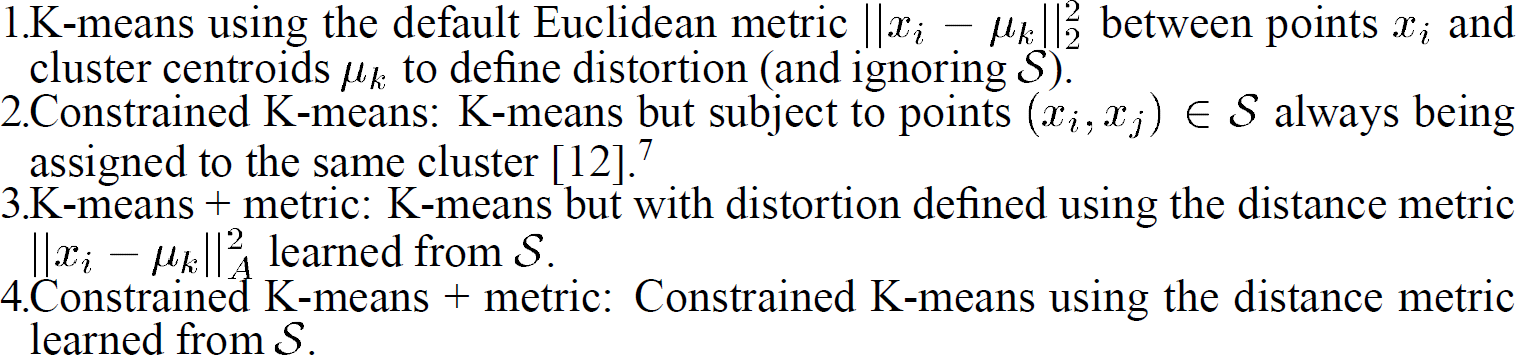 1.K-means using the default Euclidean metric $||x_i - \mu_k||_2^2$ between points $x_i$ and
cluster centroids $\mu_k$ to define distortion (and ignoring $\mathcal{S}$).
2.Constrained K-means: K-means but subject to points $(x_i, x_j) \in \mathcal{S}$ always being
assigned to the same cluster [12].$^7$
3.K-means + metric: K-means but with distortion defined using the distance metric
$||x_i - \mu_k||_A^2$ learned from $\mathcal{S}$.
4.Constrained K-means + metric: Constrained K-means using the distance metric
learned from $\mathcal{S}$.